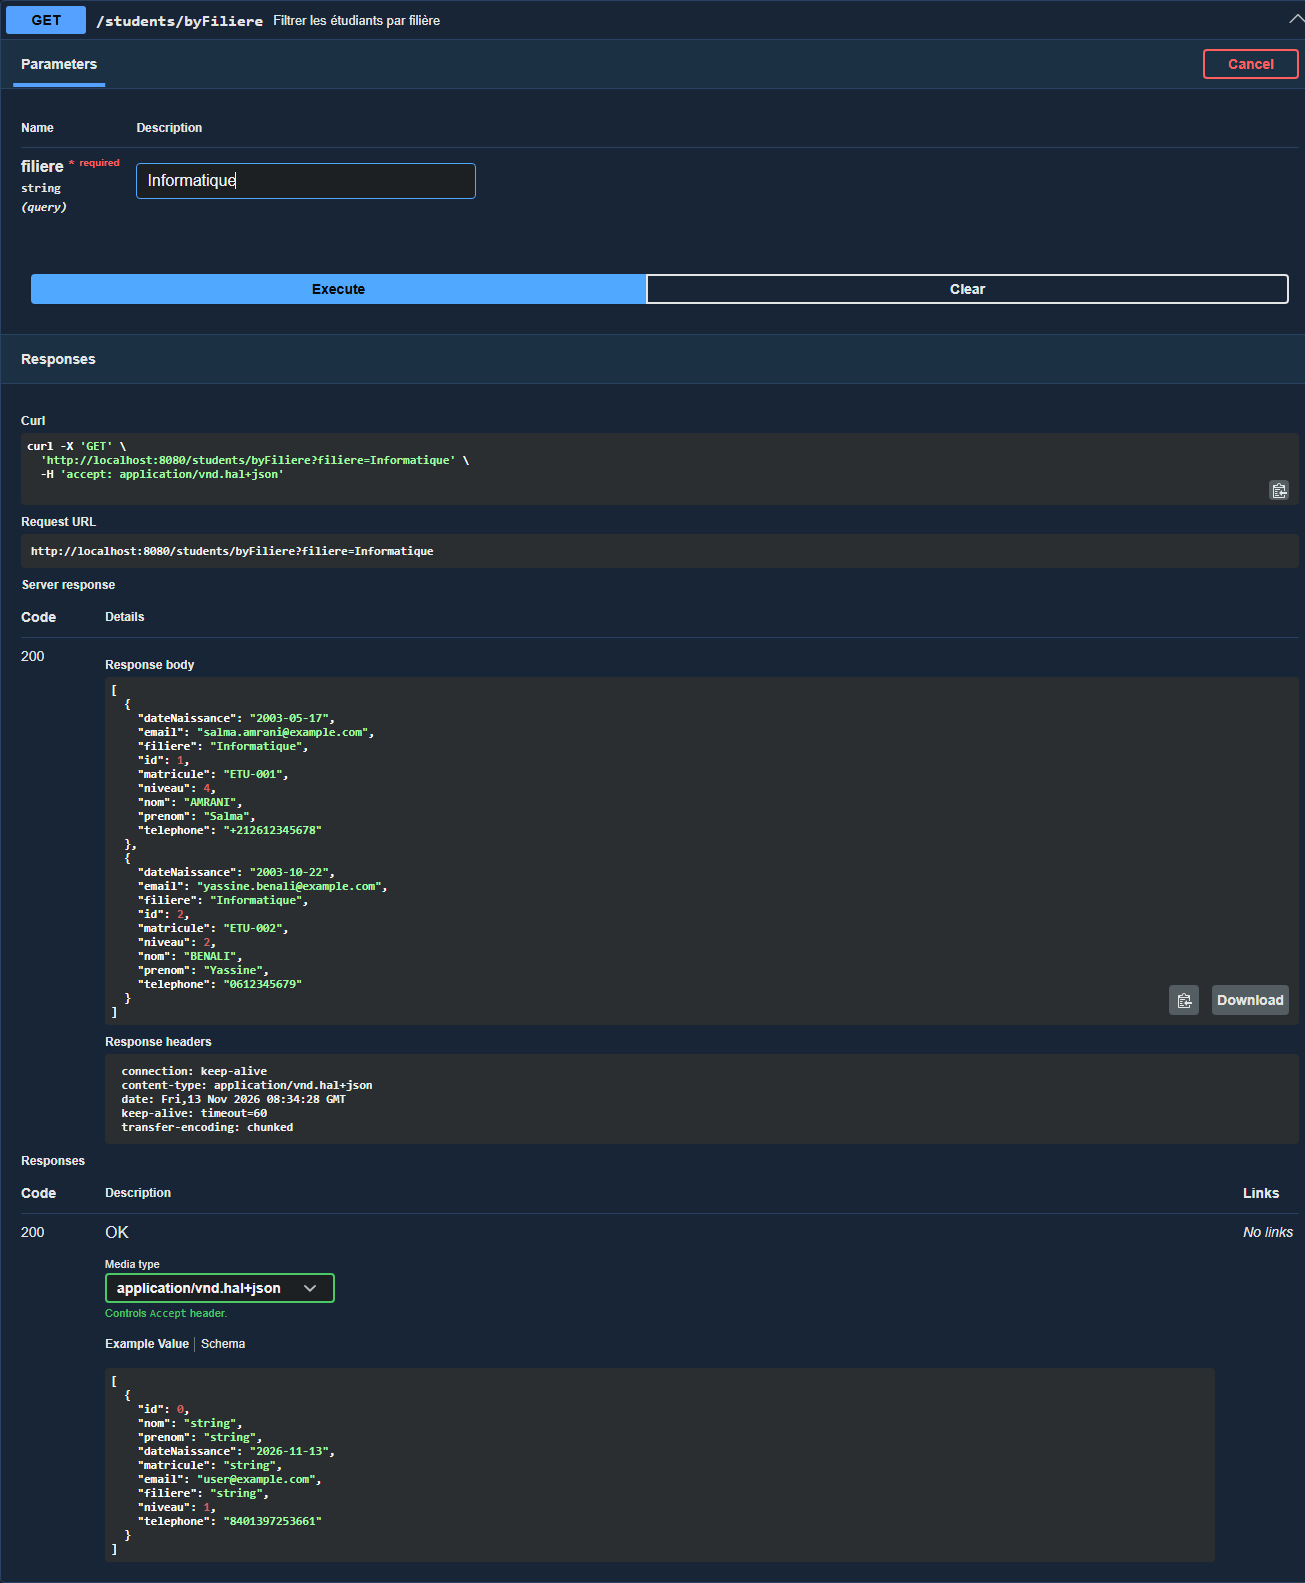 GET /students/byFiliere Filtrer les étudiants par filière
Parameters Cancel
Name Description
filiere * required
string
(query)
Informatique
Execute Clear
Responses
Curl
curl -X 'GET' \
  'http://localhost:8080/students/byFiliere?filiere=Informatique' \
  -H 'accept: application/vnd.hal+json'
Request URL
http://localhost:8080/students/byFiliere?filiere=Informatique
Server response
Code Details
200
Response body
[
  {
    "dateNaissance": "2003-05-17",
    "email": "salma.amrani@example.com",
    "filiere": "Informatique",
    "id": 1,
    "matricule": "ETU-001",
    "niveau": 4,
    "nom": "AMRANI",
    "prenom": "Salma",
    "telephone": "+212612345678"
  },
  {
    "dateNaissance": "2003-10-22",
    "email": "yassine.benali@example.com",
    "filiere": "Informatique",
    "id": 2,
    "matricule": "ETU-002",
    "niveau": 2,
    "nom": "BENALI",
    "prenom": "Yassine",
    "telephone": "0612345679"
  }
]
Download
Response headers
connection: keep-alive
content-type: application/vnd.hal+json
date: Fri,13 Nov 2026 08:34:28 GMT
keep-alive: timeout=60
transfer-encoding: chunked
Responses
Code Description Links
200 OK No links
Media type
application/vnd.hal+json
Controls Accept header.
Example Value Schema
[
  {
    "id": 0,
    "nom": "string",
    "prenom": "string",
    "dateNaissance": "2026-11-13",
    "matricule": "string",
    "email": "user@example.com",
    "filiere": "string",
    "niveau": 1,
    "telephone": "8401397253661"
  }
]